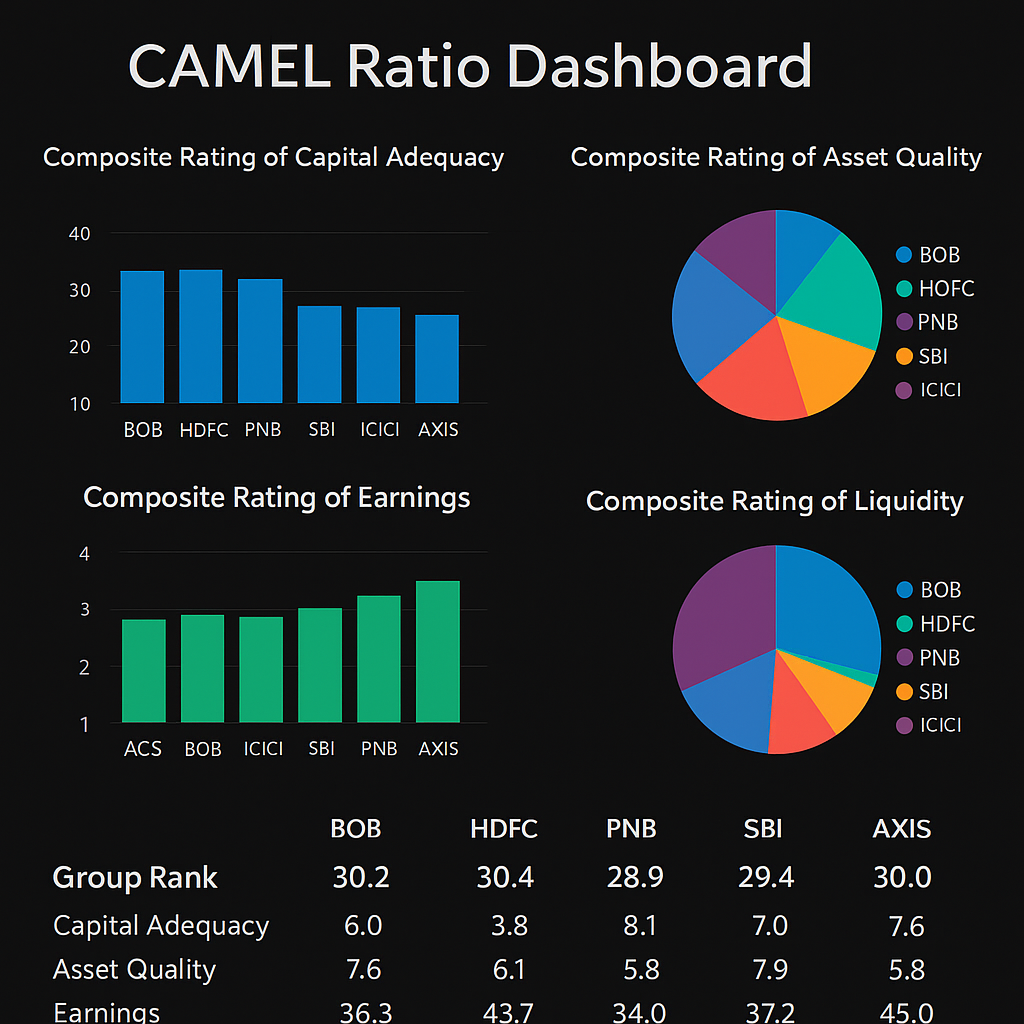 CAMEL Ratio Dashboard
Composite Rating of Capital Adequacy
40
30
20
10
BOB HDFC PNB SBI ICICI AXIS
Composite Rating of Asset Quality
BOB
HOFC
PNB
SBI
ICICI
Composite Rating of Earnings
4
3
2
1
ACS BOB ICICI SBI PNB AXIS
Composite Rating of Liquidity
BOB
HDFC
PNB
SBI
ICICI
BOB HDFC PNB SBI AXIS
Group Rank 30.2 30.4 28.9 29.4 30.0
Capital Adequacy 6.0 3.8 8.1 7.0 7.6
Asset Quality 7.6 6.1 5.8 7.9 5.8
Earnings 36.3 43.7 34.0 37.2 45.0